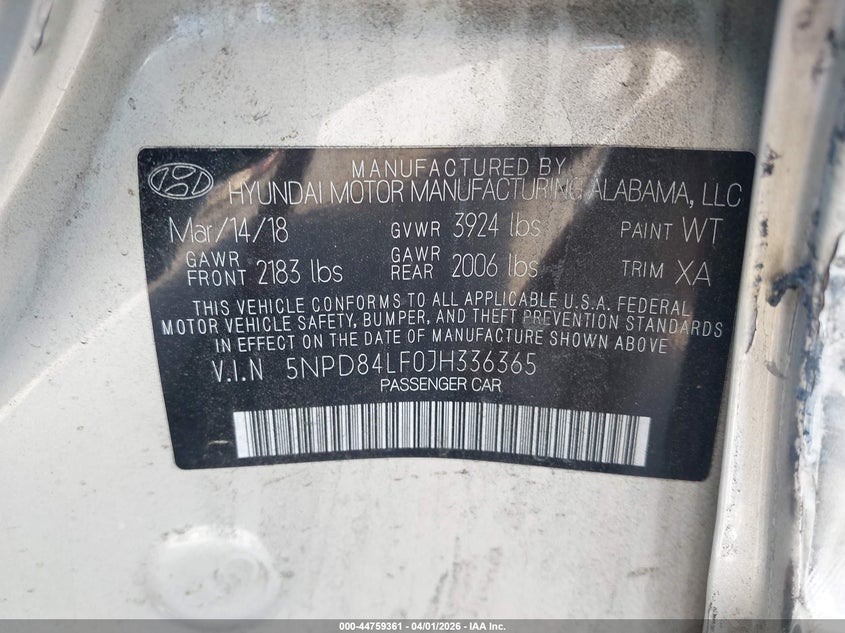 MANUFACTURED BY
HYUNDAI MOTOR MANUFACTURING ALABAMA, LLC
Mar/14/18 GVWR 3924 lbs PAINT WT
GAWR FRONT 2183 lbs GAWR REAR 2006 lbs TRIM XA
THIS VEHICLE CONFORMS TO ALL APPLICABLE U.S.A. FEDERAL
MOTOR VEHICLE SAFETY, BUMPER, AND THEFT PREVENTION STANDARDS
IN EFFECT ON THE DATE OF MANUFACTURE SHOWN ABOVE
V.I.N 5NPD84LF0JH336365
PASSENGER CAR
000-44759361 | 04/01/2026 | IAA Inc.